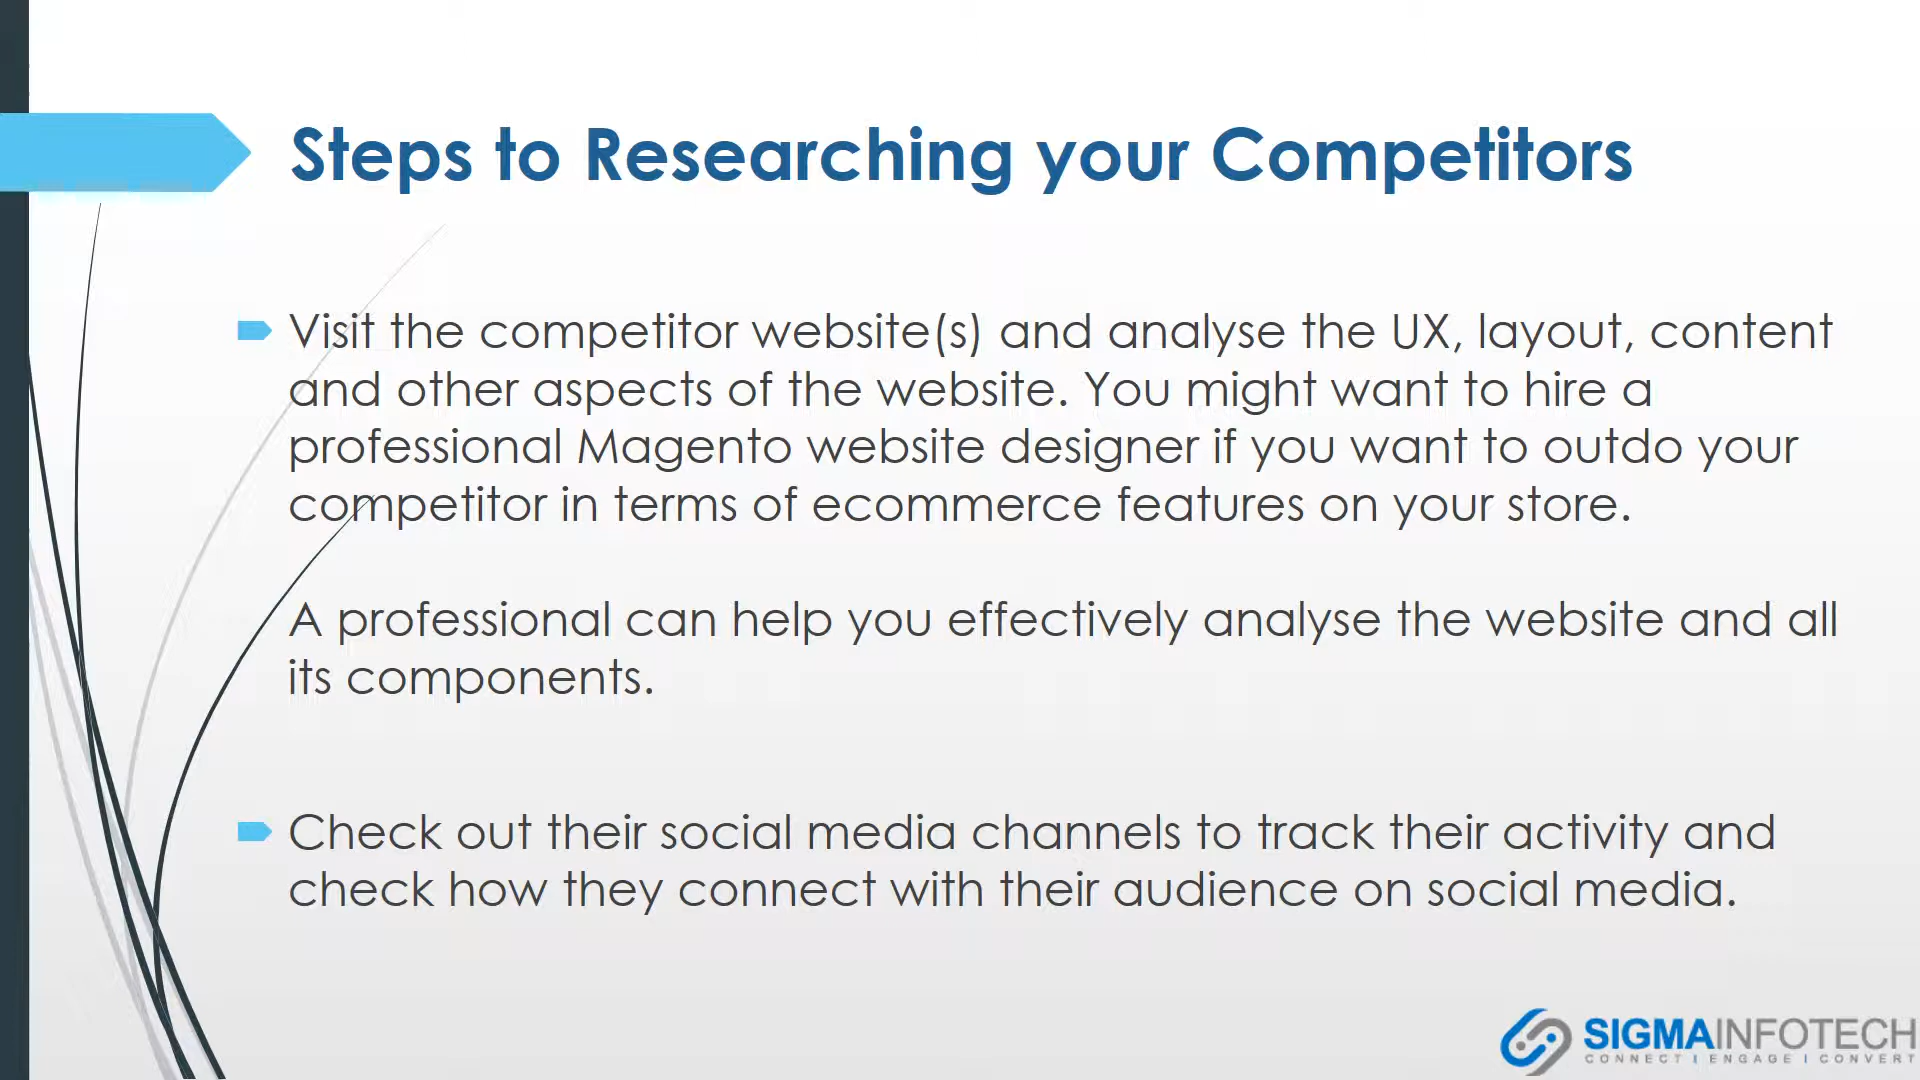 Steps to Researching your Competitors
Visit the competitor website(s) and analyse the UX, layout, content
and other aspects of the website. You might want to hire a
professional Magento website designer if you want to outdo your
competitor in terms of ecommerce features on your store.
A professional can help you effectively analyse the website and all
its components.
Check out their social media channels to track their activity and
check how they connect with their audience on social media.
SIGMAINFOTECH
CONNECT | ENGAGE | CONVERT